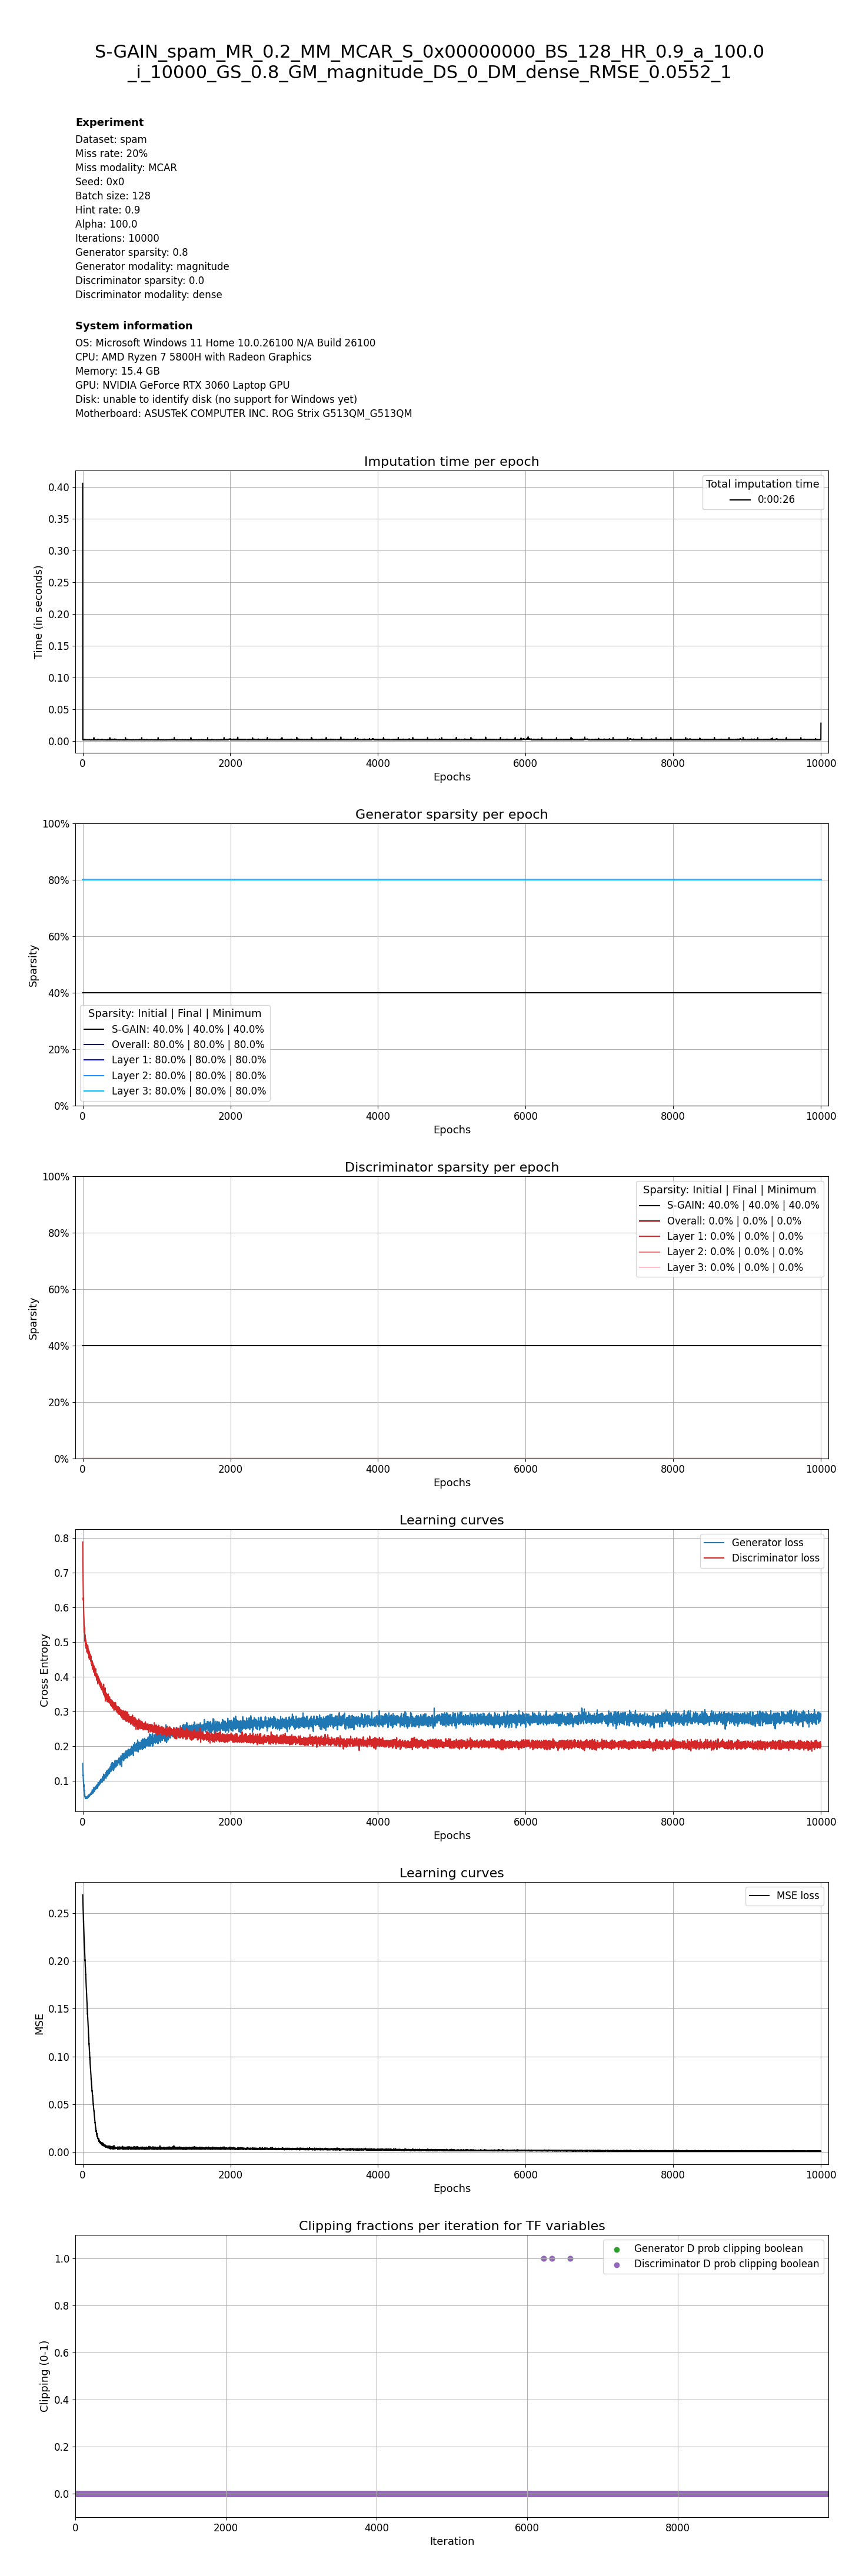 S-GAIN_spam_MR_0.2_MM_MCAR_S_0x00000000_BS_128_HR_0.9_a_100.0
_i_10000_GS_0.8_GM_magnitude_DS_0_DM_dense_RMSE_0.0552_1
Experiment
Dataset: spam
Miss rate: 20%
Miss modality: MCAR
Seed: 0x0
Batch size: 128
Hint rate: 0.9
Alpha: 100.0
Iterations: 10000
Generator sparsity: 0.8
Generator modality: magnitude
Discriminator sparsity: 0.0
Discriminator modality: dense
System information
OS: Microsoft Windows 11 Home 10.0.26100 N/A Build 26100
CPU: AMD Ryzen 7 5800H with Radeon Graphics
Memory: 15.4 GB
GPU: NVIDIA GeForce RTX 3060 Laptop GPU
Disk: unable to identify disk (no support for Windows yet)
Motherboard: ASUSTeK COMPUTER INC. ROG Strix G513QM_G513QM
Imputation time per epoch
Total imputation time
0:00:26
0.40
0.35
0.30
0.25
0.20
0.15
0.10
0.05
0.00
Time (in seconds)
0 2000 4000 6000 8000 10000
Epochs
Generator sparsity per epoch
100%
80%
60%
40%
20%
0%
Sparsity
Sparsity: Initial | Final | Minimum
S-GAIN: 40.0% | 40.0% | 40.0%
Overall: 80.0% | 80.0% | 80.0%
Layer 1: 80.0% | 80.0% | 80.0%
Layer 2: 80.0% | 80.0% | 80.0%
Layer 3: 80.0% | 80.0% | 80.0%
0 2000 4000 6000 8000 10000
Epochs
Discriminator sparsity per epoch
100%
80%
60%
40%
20%
0%
Sparsity
Sparsity: Initial | Final | Minimum
S-GAIN: 40.0% | 40.0% | 40.0%
Overall: 0.0% | 0.0% | 0.0%
Layer 1: 0.0% | 0.0% | 0.0%
Layer 2: 0.0% | 0.0% | 0.0%
Layer 3: 0.0% | 0.0% | 0.0%
0 2000 4000 6000 8000 10000
Epochs
Learning curves
0.8
0.7
0.6
0.5
0.4
0.3
0.2
0.1
Cross Entropy
Generator loss
Discriminator loss
0 2000 4000 6000 8000 10000
Epochs
Learning curves
MSE loss
0.25
0.20
0.15
0.10
0.05
0.00
MSE
0 2000 4000 6000 8000 10000
Epochs
Clipping fractions per iteration for TF variables
Generator D prob clipping boolean
Discriminator D prob clipping boolean
1.0
0.8
0.6
0.4
0.2
0.0
Clipping (0-1)
0 2000 4000 6000 8000
Iteration